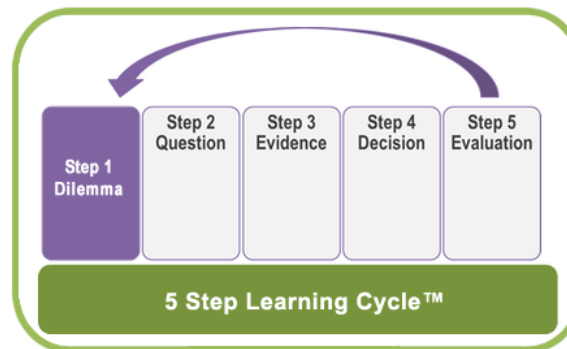 Step 1
Dilemma
Step 2
Question
Step 3
Evidence
Step 4
Decision
Step 5
Evaluation
5 Step Learning Cycle™